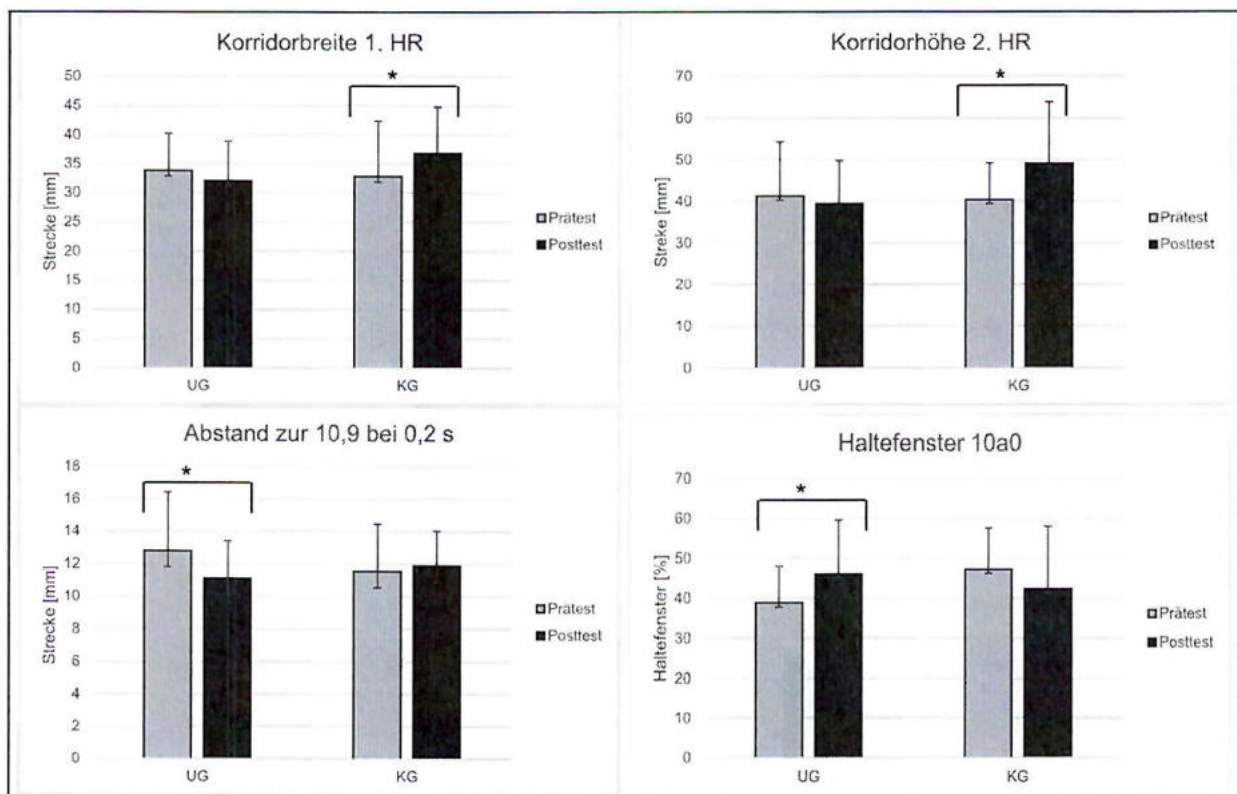 Korridorbreite 1. HR
50
45
40
35
30
25
20
15
10
5
0
Strecke [mm]
*
UG
KG
Prätest
Posttest
Korridorhöhe 2. HR
70
60
50
40
30
20
10
0
Streke [mm]
*
UG
KG
Prätest
Posttest
Abstand zur 10,9 bei 0,2 s
18
16
14
12
10
8
6
4
2
0
Strecke [mm]
*
UG
KG
Prätest
Posttest
Haltefenster 10a0
70
60
50
40
30
20
10
0
Haltefenster [%]
*
UG
KG
Prätest
Posttest